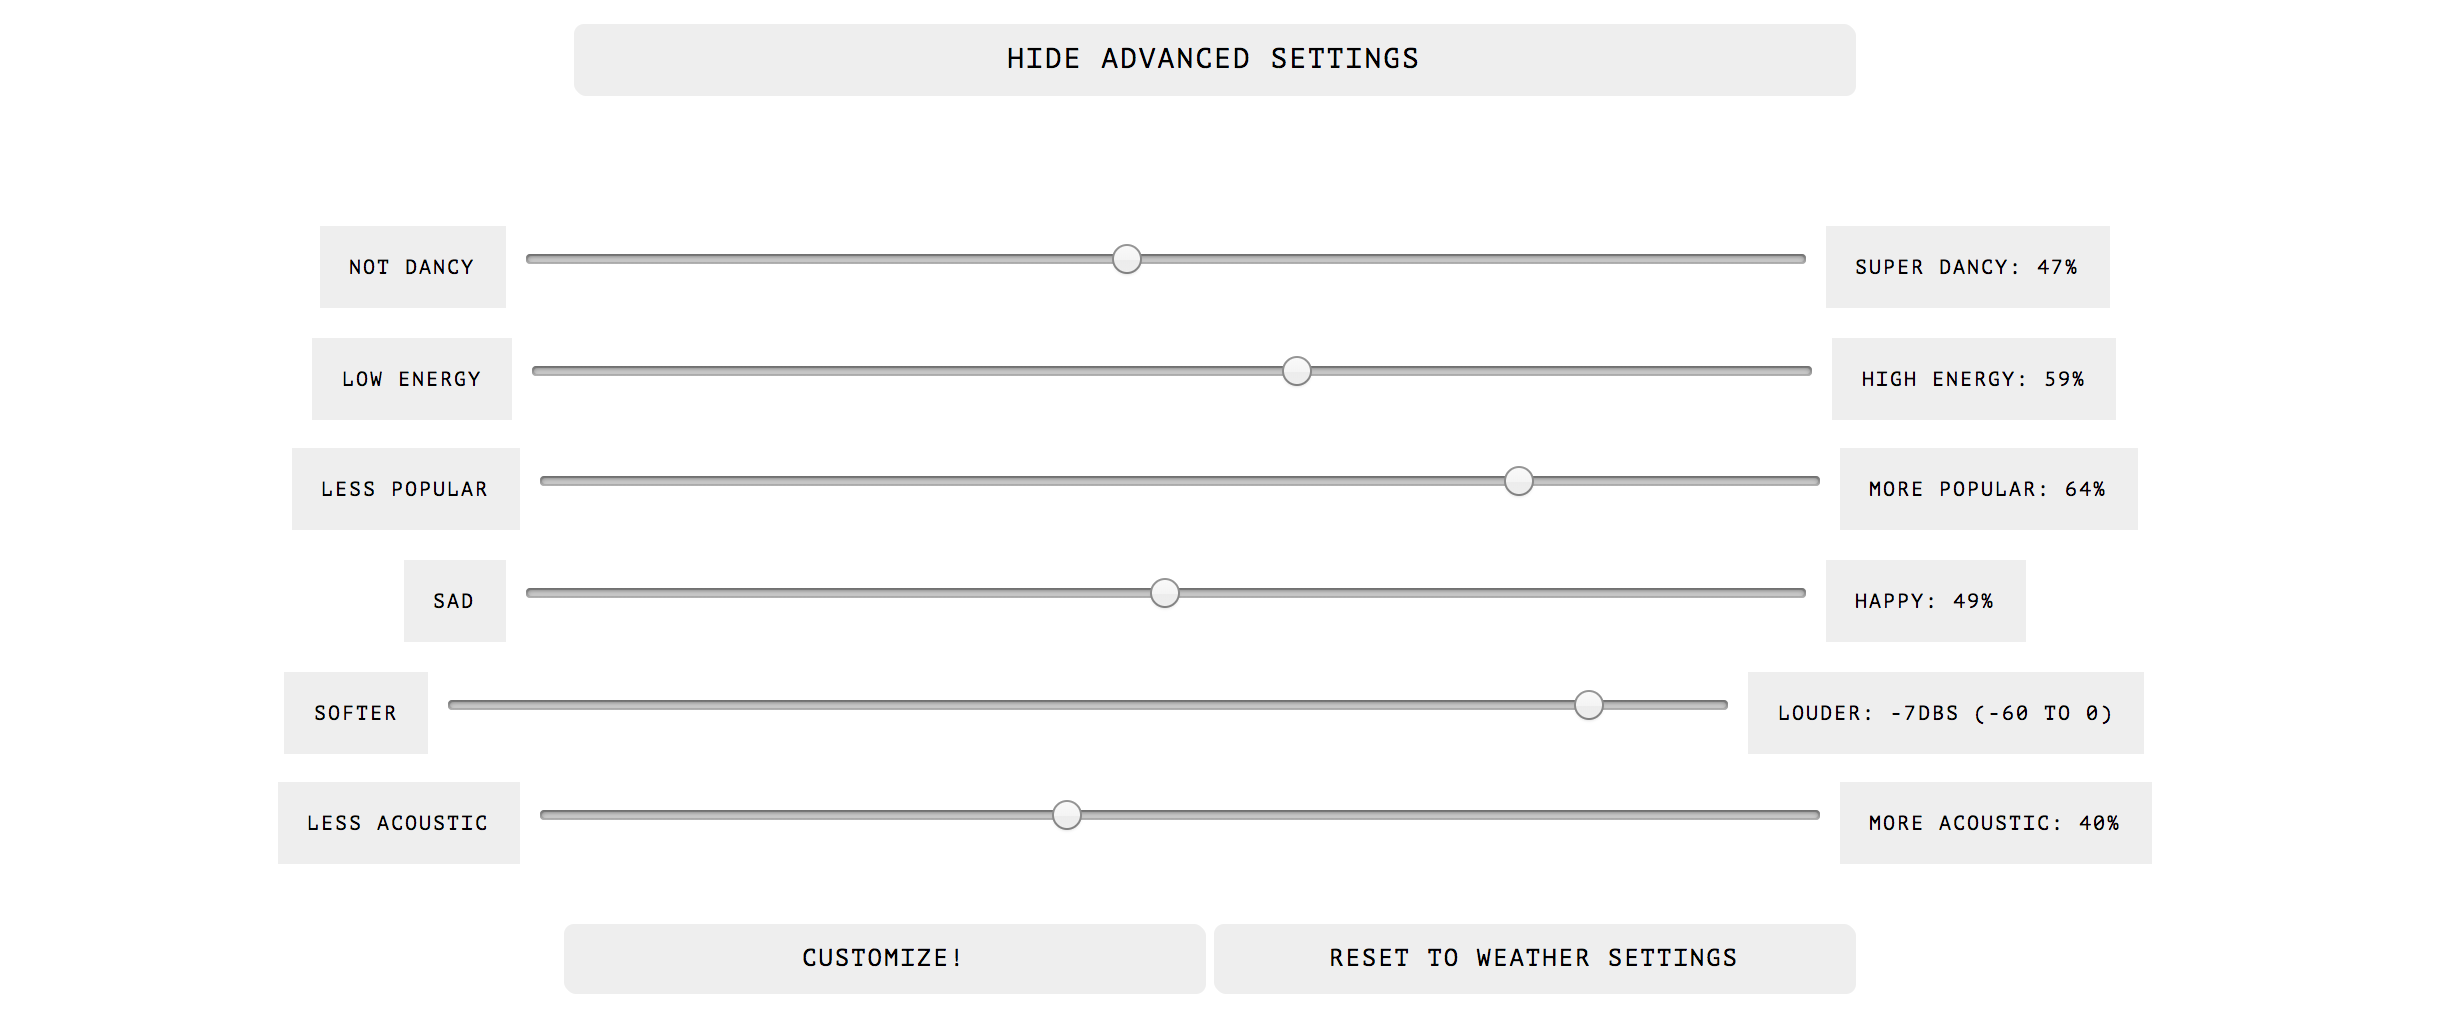 HIDE ADVANCED SETTINGS
NOT DANCY SUPER DANCY: 47%
LOW ENERGY HIGH ENERGY: 59%
LESS POPULAR MORE POPULAR: 64%
SAD HAPPY: 49%
SOFTER LOUDER: -7DBS (-60 TO 0)
LESS ACOUSTIC MORE ACOUSTIC: 40%
CUSTOMIZE! RESET TO WEATHER SETTINGS